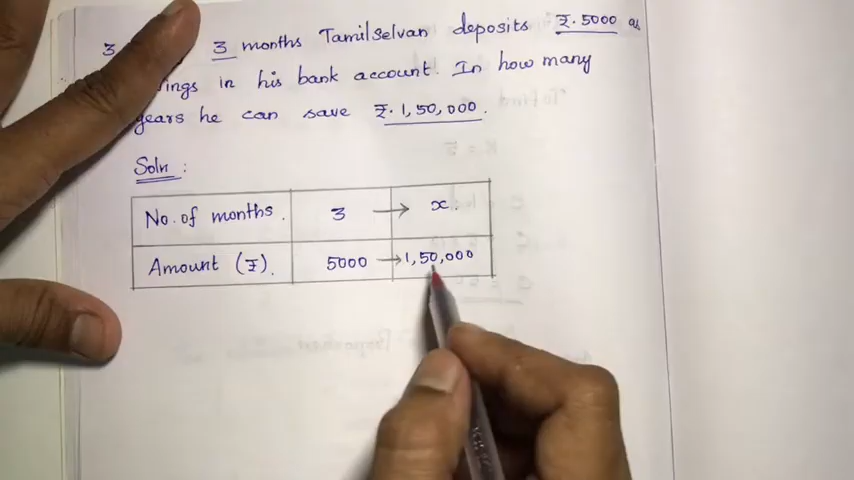 3 3 months Tamilselvan deposits ₹. 5000 as
ings in his bank account. In how many
years he can save ₹. 1,50,000.
Soln :
No. of months. 3 → x.
Amount (₹). 5000 → 1,50,000